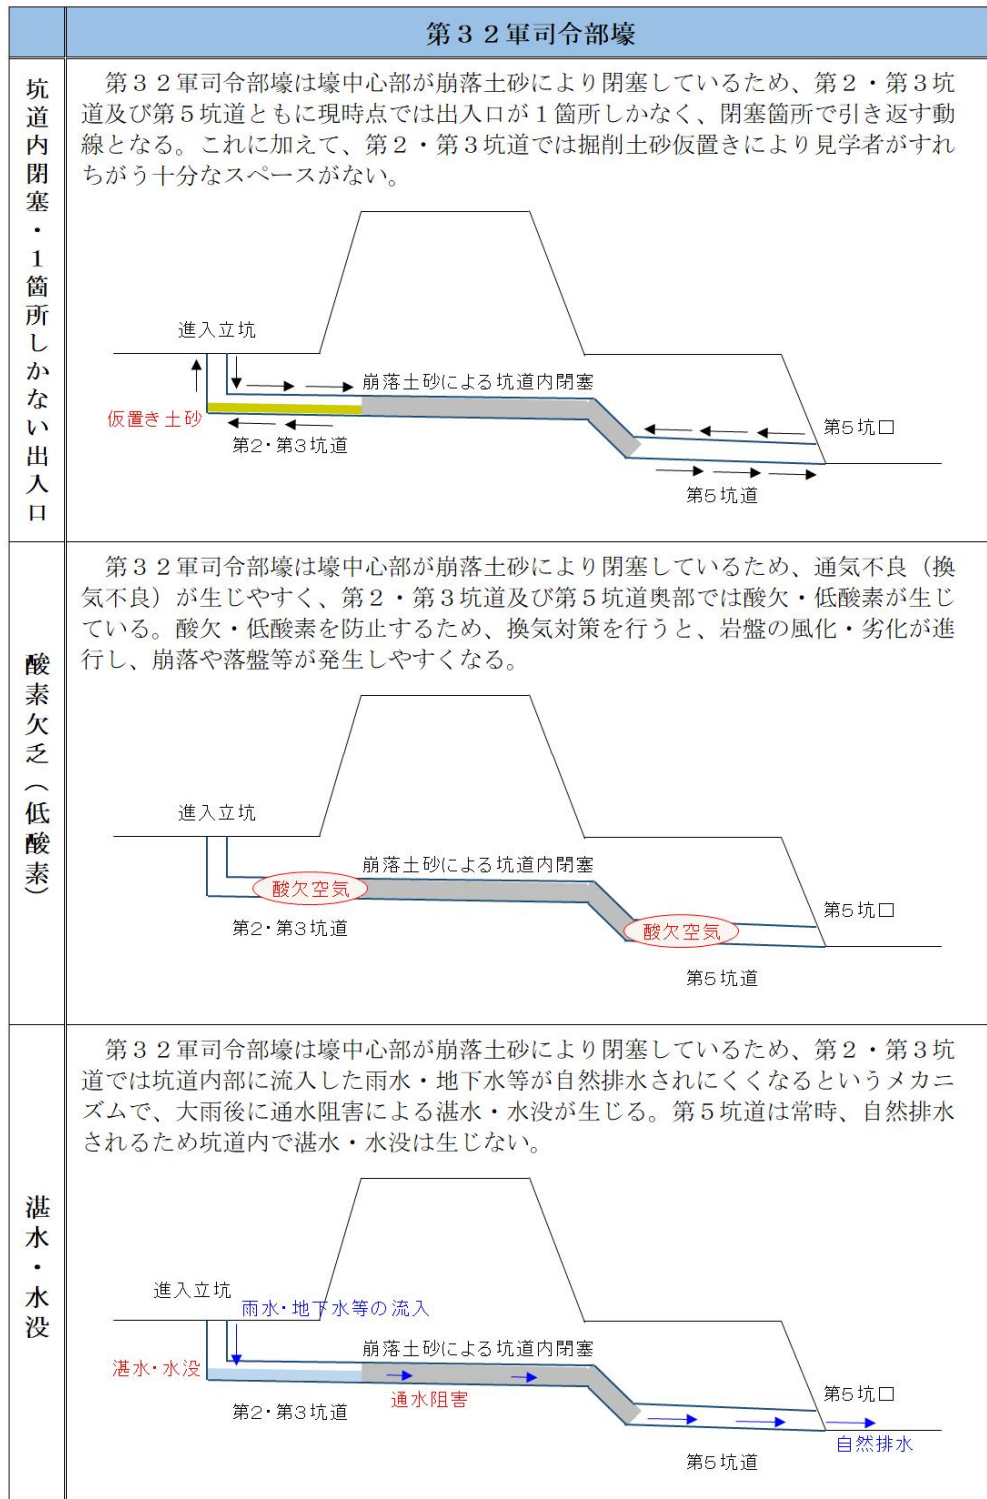 第３２軍司令部壕
坑道内閉塞・１箇所しかない出入口
第３２軍司令部壕は壕中心部が崩落土砂により閉塞しているため、第２・第３坑
道及び第５坑道ともに現時点では出入口が１箇所しかなく、閉塞箇所で引き返す動
線となる。これに加えて、第２・第３坑道では掘削土砂仮置きにより見学者がすれ
ちがう十分なスペースがない。
進入立坑
崩落土砂による坑道内閉塞
仮置き土砂
第2・第3坑道
第5坑口
第5坑道
酸素欠乏（低酸素）
第３２軍司令部壕は壕中心部が崩落土砂により閉塞しているため、通気不良（換
気不良）が生じやすく、第２・第３坑道及び第５坑道奥部では酸欠・低酸素が生じ
ている。酸欠・低酸素を防止するため、換気対策を行うと、岩盤の風化・劣化が進
行し、崩落や落盤等が発生しやすくなる。
進入立坑
崩落土砂による坑道内閉塞
酸欠空気
第2・第3坑道
第5坑口
酸欠空気
第5坑道
湛水・水没
第３２軍司令部壕は壕中心部が崩落土砂により閉塞しているため、第２・第３坑
道では坑道内部に流入した雨水・地下水等が自然排水されにくくなるというメカニ
ズムで、大雨後に通水阻害による湛水・水没が生じる。第５坑道は常時、自然排水
されるため坑道内で湛水・水没は生じない。
進入立坑
雨水・地下水等の流入
崩落土砂による坑道内閉塞
湛水・水没
通水阻害
第2・第3坑道
第5坑口
自然排水
第5坑道